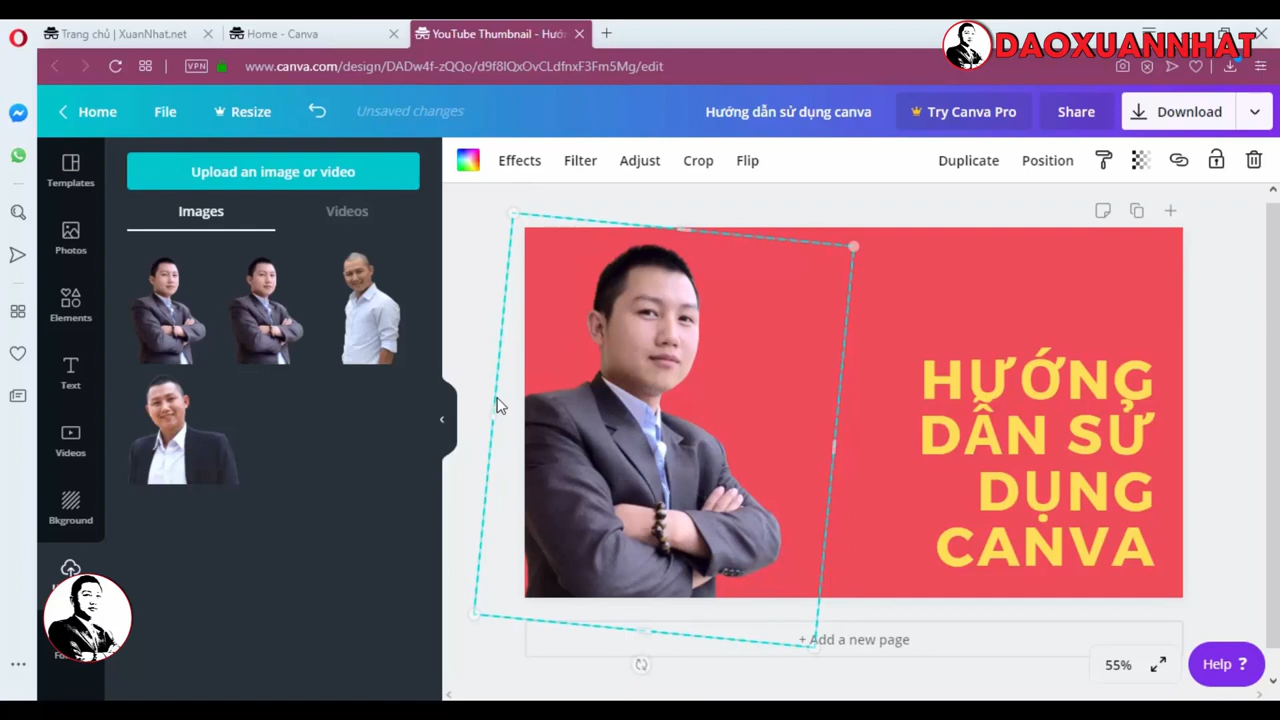 Trang chủ | XuanNhat.net
Home - Canva
YouTube Thumbnail - Hướ
DAOXUANNHAT
VPN
www.canva.com/design/DADw4f-zQQo/d9f8lQxOvCLdfnxF3Fm5Mg/edit
Home
File
Resize
Unsaved changes
Hướng dẫn sử dụng canva
Try Canva Pro
Share
Download
Templates
Photos
Elements
Text
Videos
Bkground
Upload an image or video
Images
Videos
Effects
Filter
Adjust
Crop
Flip
Duplicate
Position
HƯỚNG
DẪN SỬ
DỤNG
CANVA
+ Add a new page
55%
Help ?